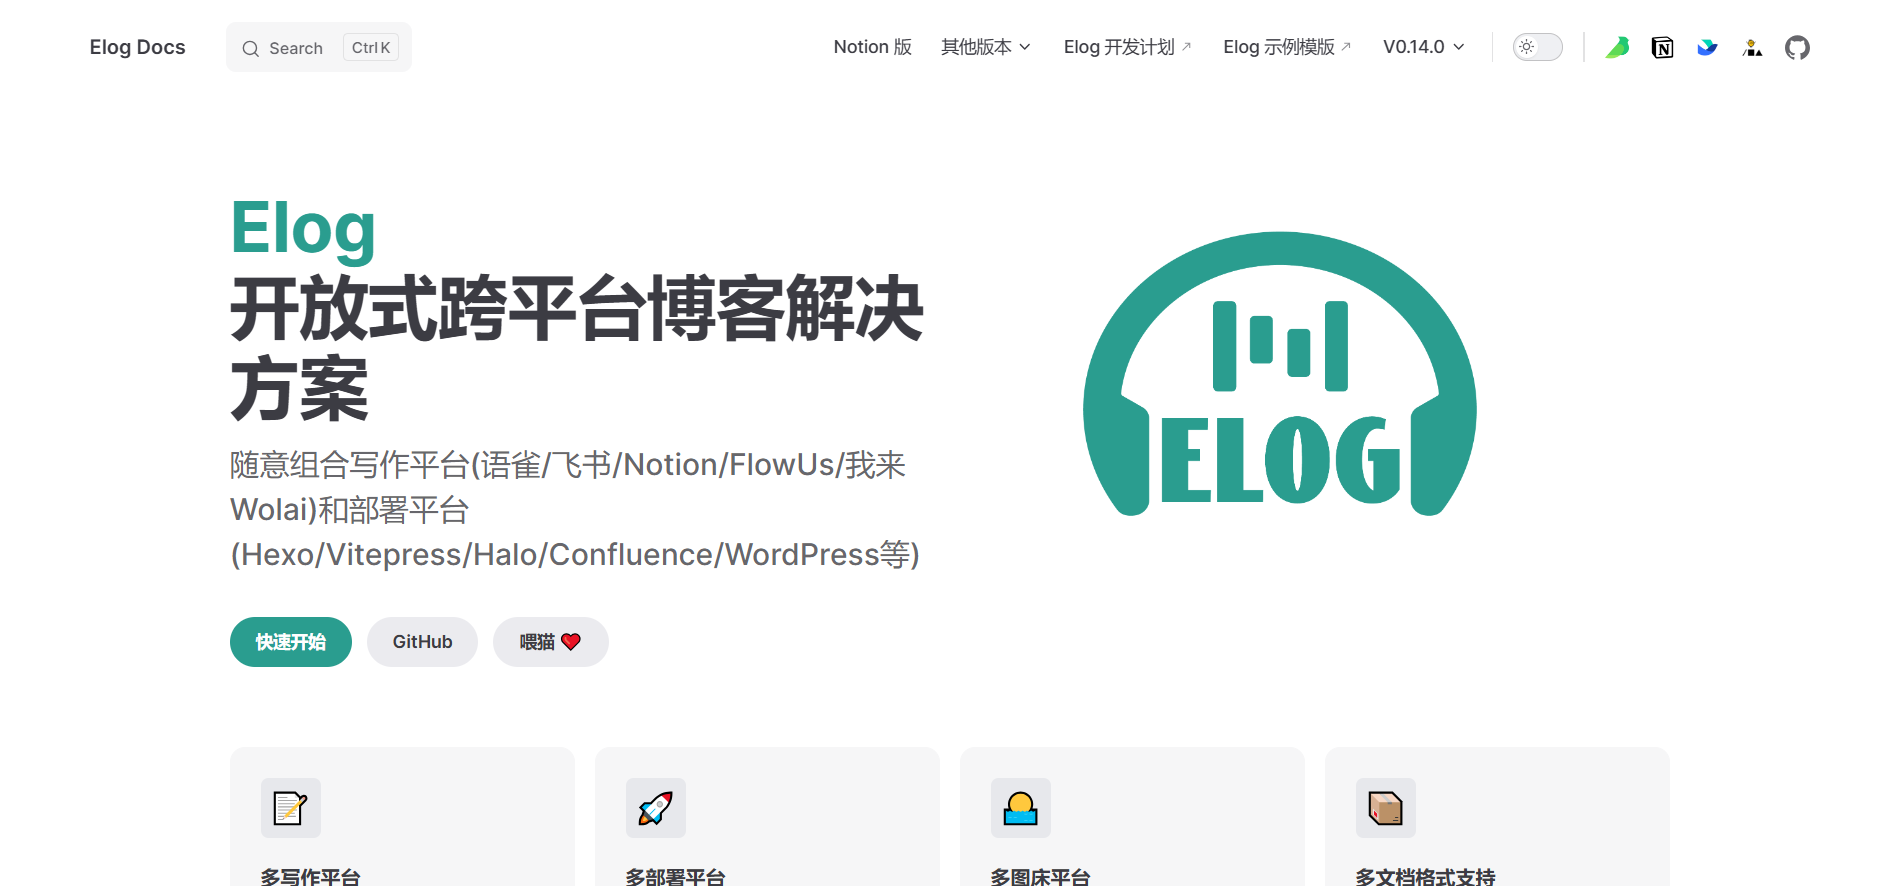 Elog Docs
Search
Ctrl K
Notion 版
其他版本
Elog 开发计划
Elog 示例模版
V0.14.0
N
Elog
开放式跨平台博客解决
方案
随意组合写作平台(语雀/飞书/Notion/FlowUs/我来
Wolai)和部署平台
(Hexo/Vitepress/Halo/Confluence/WordPress等)
快速开始
GitHub
喂猫 ❤️
ELOG
多写作平台
多部署平台
多图床平台
多文档格式支持